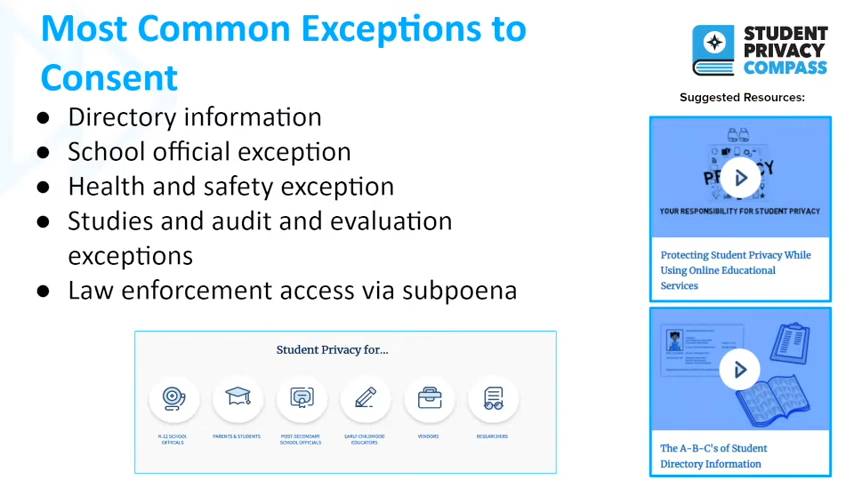 Most Common Exceptions to
Consent
● Directory information
● School official exception
● Health and safety exception
● Studies and audit and evaluation
exceptions
● Law enforcement access via subpoena
Student Privacy for...
K-12 SCHOOL
OFFICIALS
PARENTS & STUDENTS
POST-SECONDARY
SCHOOL OFFICIALS
EARLY CHILDHOOD
EDUCATORS
VENDORS
RESEARCHERS
STUDENT
PRIVACY
COMPASS
Suggested Resources:
YOUR RESPONSIBILITY FOR STUDENT PRIVACY
Protecting Student Privacy While
Using Online Educational
Services
The A-B-C's of Student
Directory Information